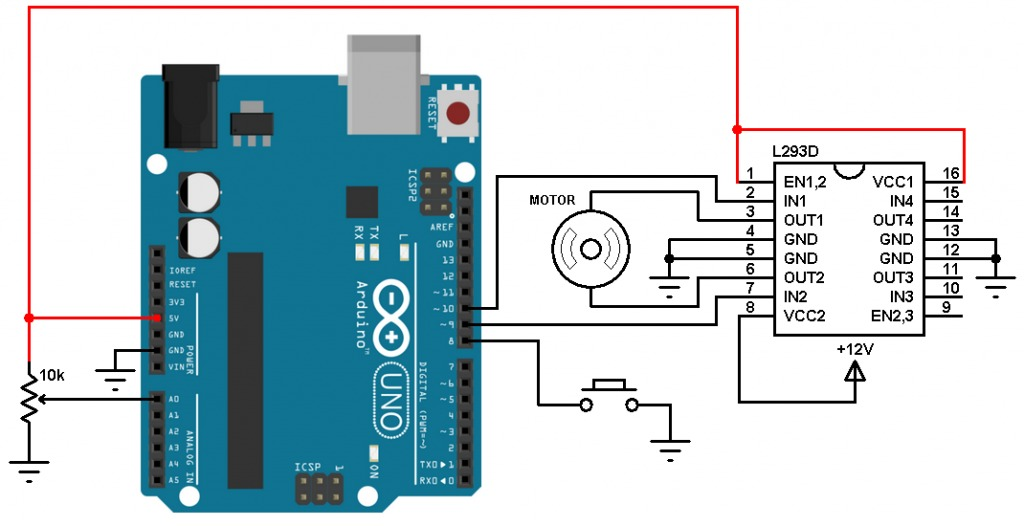 RESET
ICSP2
L293D
1 EN1,2 VCC1 16
2 IN1 IN4 15
3 OUT1 OUT4 14
4 GND GND 13
5 GND GND 12
6 OUT2 OUT3 11
7 IN2 IN3 10
8 VCC2 EN2,3 9
+12V
MOTOR
AREF
GND
13
12
~11
~10
~9
8
7
~6
~5
4
~3
2
TX0▶1
RX0◀0
DIGITAL (PWM=~)
RX
TX
L
Arduino™
UNO
IOREF
RESET
3V3
5V
GND
GND
VIN
POWER
10k
A0
A1
A2
A3
A4
A5
ANALOG IN
ICSP
1
ON